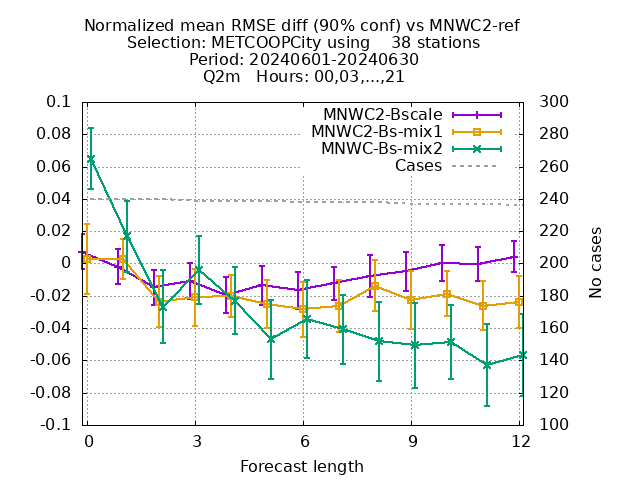 Normalized mean RMSE diff (90% conf) vs MNWC2-ref
Selection: METCOOPCity using    38 stations
Period: 20240601-20240630
Q2m   Hours: 00,03,...,21
MNWC2-Bscale
MNWC2-Bs-mix1
MNWC-Bs-mix2
Cases
0.1
0.08
0.06
0.04
0.02
0
-0.02
-0.04
-0.06
-0.08
-0.1
300
280
260
240
220
200
180
160
140
120
100
No cases
0 3 6 9 12
Forecast length